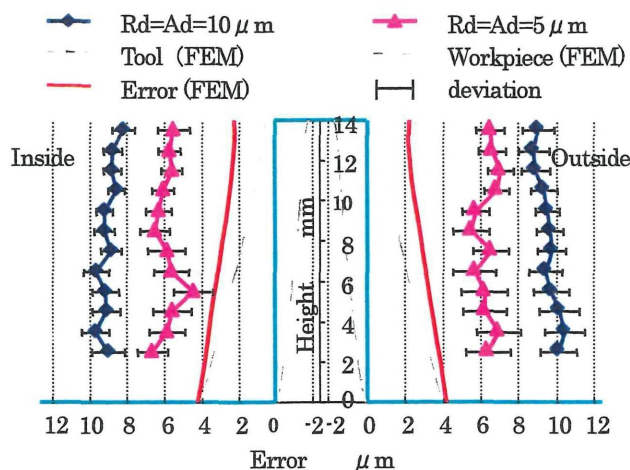 Rd=Ad=10 μm Rd=Ad=5 μm
Tool (FEM) Workpiece (FEM)
Error (FEM) deviation
Inside Outside
14
12
10
8
6
4
2
0
Height mm
12 10 8 6 4 2 0 -2 -2 0 2 4 6 8 10 12
Error μm